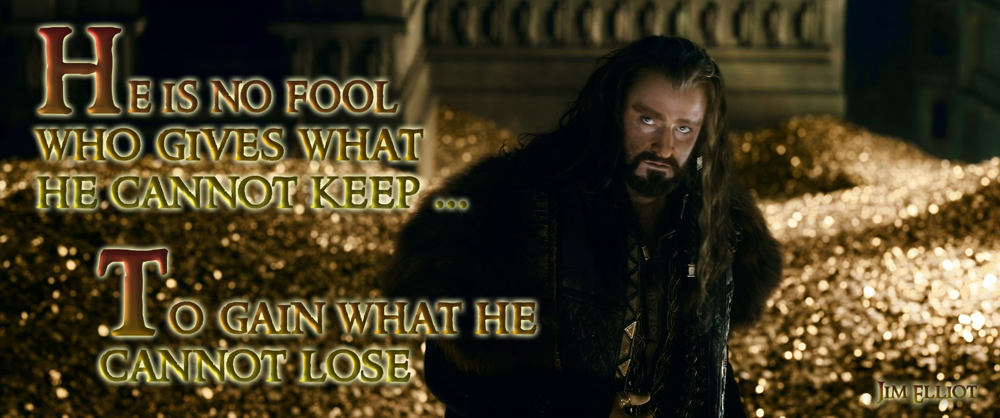 He is no fool
who gives what
he cannot keep ...
To gain what he
cannot lose
Jim Elliot